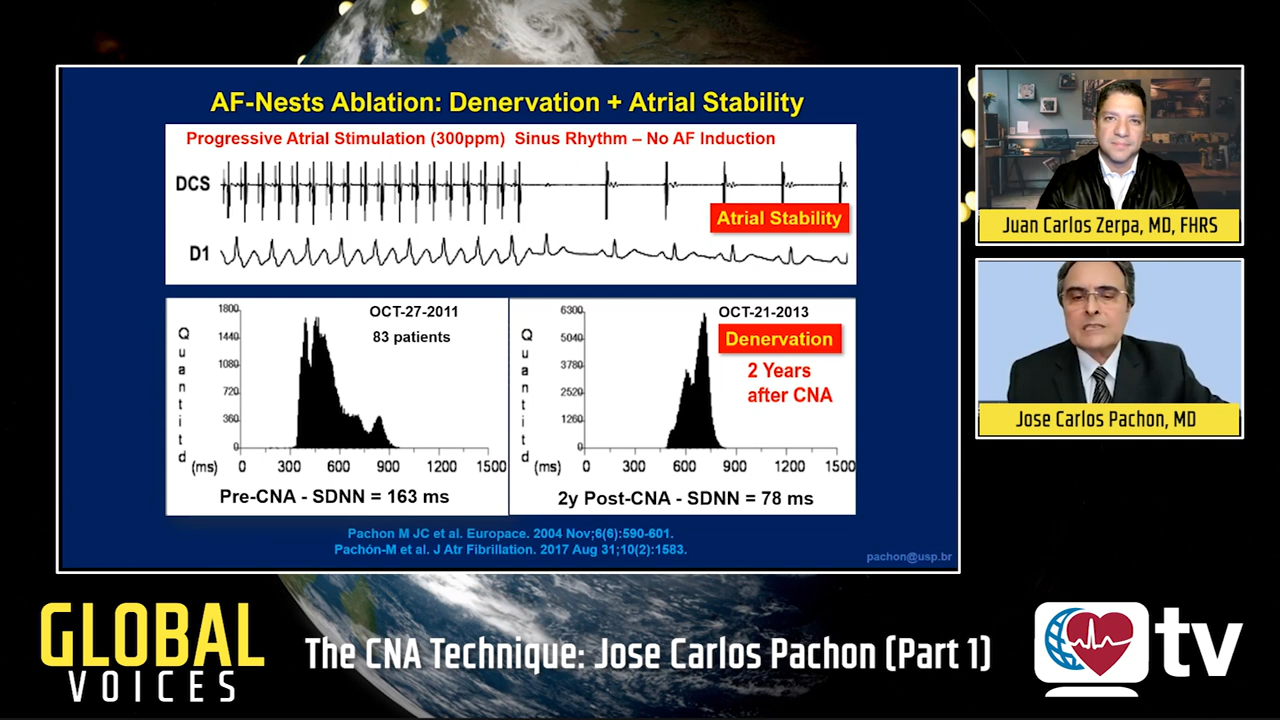 AF-Nests Ablation: Denervation + Atrial Stability
Progressive Atrial Stimulation (300ppm) Sinus Rhythm – No AF Induction
DCS
Atrial Stability
D1
Quantitd
1800
1440
1080
720
360
0
(ms)
0 300 600 900 1200 1500
OCT-27-2011
83 patients
Pre-CNA - SDNN = 163 ms
Quantitd
6300
5040
3780
2520
1260
0
(ms)
0 300 600 900 1200 1500
OCT-21-2013
Denervation
2 Years
after CNA
2y Post-CNA - SDNN = 78 ms
Pachon M JC et al. Europace. 2004 Nov;6(6):590-601.
Pachón-M et al. J Atr Fibrillation. 2017 Aug 31;10(2):1583.
pachon@usp.br
Juan Carlos Zerpa, MD, FHRS
Jose Carlos Pachon, MD
GLOBAL
VOICES
The CNA Technique: Jose Carlos Pachon (Part 1)
tv